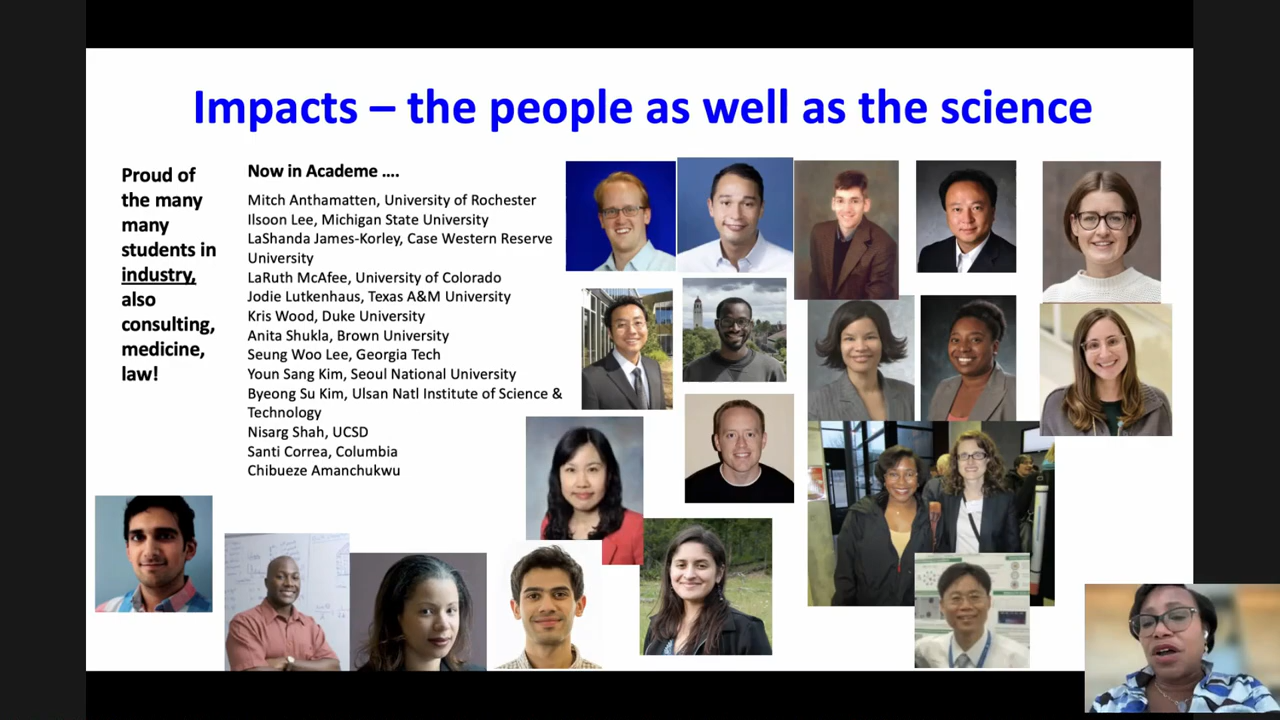 Impacts – the people as well as the science
Proud of
the many
many
students in
industry,
also
consulting,
medicine,
law!
Now in Academe ....
Mitch Anthamatten, University of Rochester
Ilsoon Lee, Michigan State University
LaShanda James-Korley, Case Western Reserve
University
LaRuth McAfee, University of Colorado
Jodie Lutkenhaus, Texas A&M University
Kris Wood, Duke University
Anita Shukla, Brown University
Seung Woo Lee, Georgia Tech
Youn Sang Kim, Seoul National University
Byeong Su Kim, Ulsan Natl Institute of Science &
Technology
Nisarg Shah, UCSD
Santi Correa, Columbia
Chibueze Amanchukwu